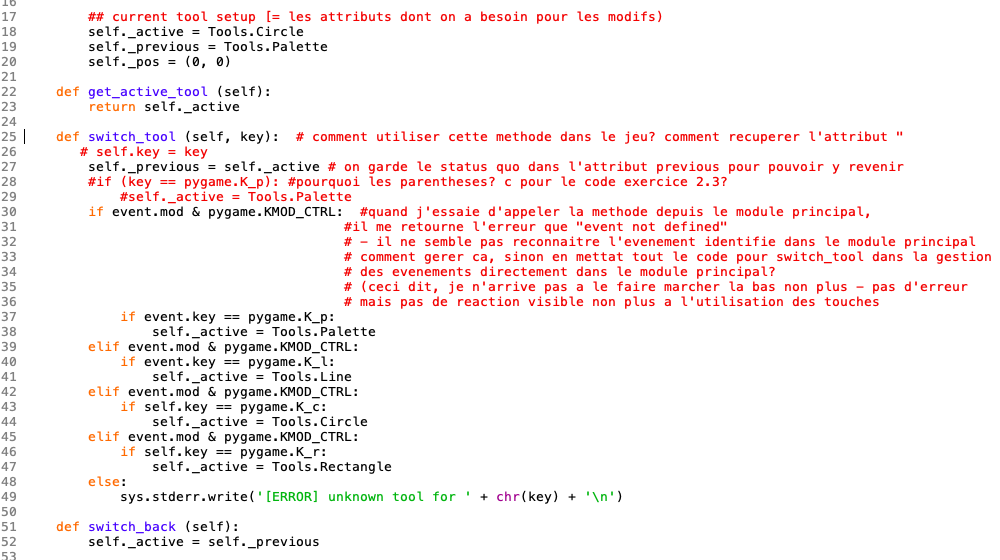 16
17         ## current tool setup [= les attributs dont on a besoin pour les modifs)
18         self._active = Tools.Circle
19         self._previous = Tools.Palette
20         self._pos = (0, 0)
21
22     def get_active_tool (self):
23         return self._active
24
25     def switch_tool (self, key):  # comment utiliser cette methode dans le jeu? comment recuperer l'attribut "
26        # self.key = key
27         self._previous = self._active # on garde le status quo dans l'attribut previous pour pouvoir y revenir
28         #if (key == pygame.K_p): #pourquoi les parentheses? c pour le code exercice 2.3?
29             #self._active = Tools.Palette
30         if event.mod & pygame.KMOD_CTRL:  #quand j'essaie d'appeler la methode depuis le module principal,
31                                         #il me retourne l'erreur que "event not defined"
32                                         # - il ne semble pas reconnaitre l'evenement identifie dans le module principal
33                                         # comment gerer ca, sinon en mettat tout le code pour switch_tool dans la gestion
34                                         # des evenements directement dans le module principal?
35                                         # (ceci dit, je n'arrive pas a le faire marcher la bas non plus - pas d'erreur
36                                         # mais pas de reaction visible non plus a l'utilisation des touches
37             if event.key == pygame.K_p:
38                 self._active = Tools.Palette
39         elif event.mod & pygame.KMOD_CTRL:
40             if event.key == pygame.K_l:
41                 self._active = Tools.Line
42         elif event.mod & pygame.KMOD_CTRL:
43             if self.key == pygame.K_c:
44                 self._active = Tools.Circle
45         elif event.mod & pygame.KMOD_CTRL:
46             if self.key == pygame.K_r:
47                 self._active = Tools.Rectangle
48         else:
49             sys.stderr.write('[ERROR] unknown tool for ' + chr(key) + '\n')
50
51     def switch_back (self):
52         self._active = self._previous
53